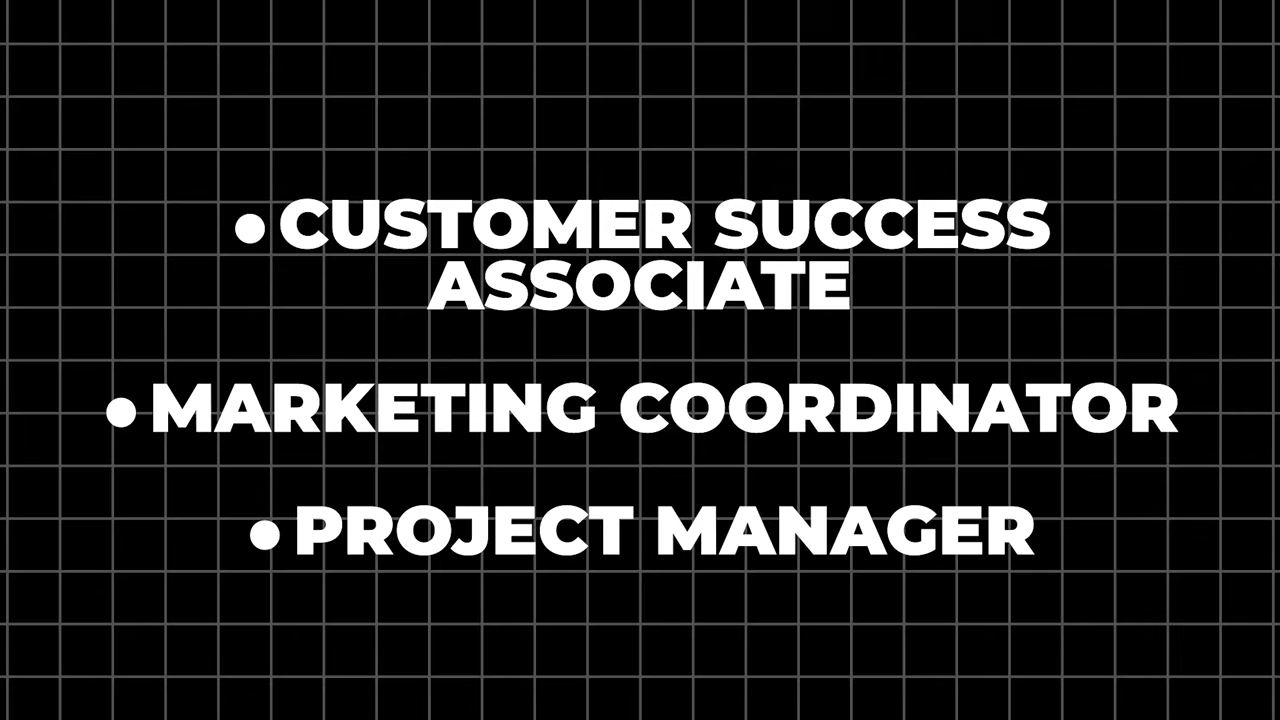 •CUSTOMER SUCCESS
ASSOCIATE
•MARKETING COORDINATOR
•PROJECT MANAGER